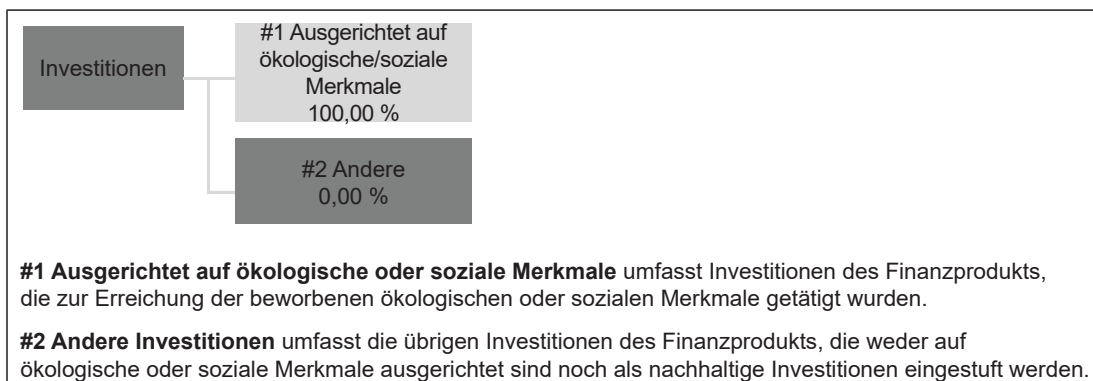 Investitionen
#1 Ausgerichtet auf
ökologische/soziale
Merkmale
100,00 %
#2 Andere
0,00 %
#1 Ausgerichtet auf ökologische oder soziale Merkmale umfasst Investitionen des Finanzprodukts,
die zur Erreichung der beworbenen ökologischen oder sozialen Merkmale getätigt wurden.
#2 Andere Investitionen umfasst die übrigen Investitionen des Finanzprodukts, die weder auf
ökologische oder soziale Merkmale ausgerichtet sind noch als nachhaltige Investitionen eingestuft werden.